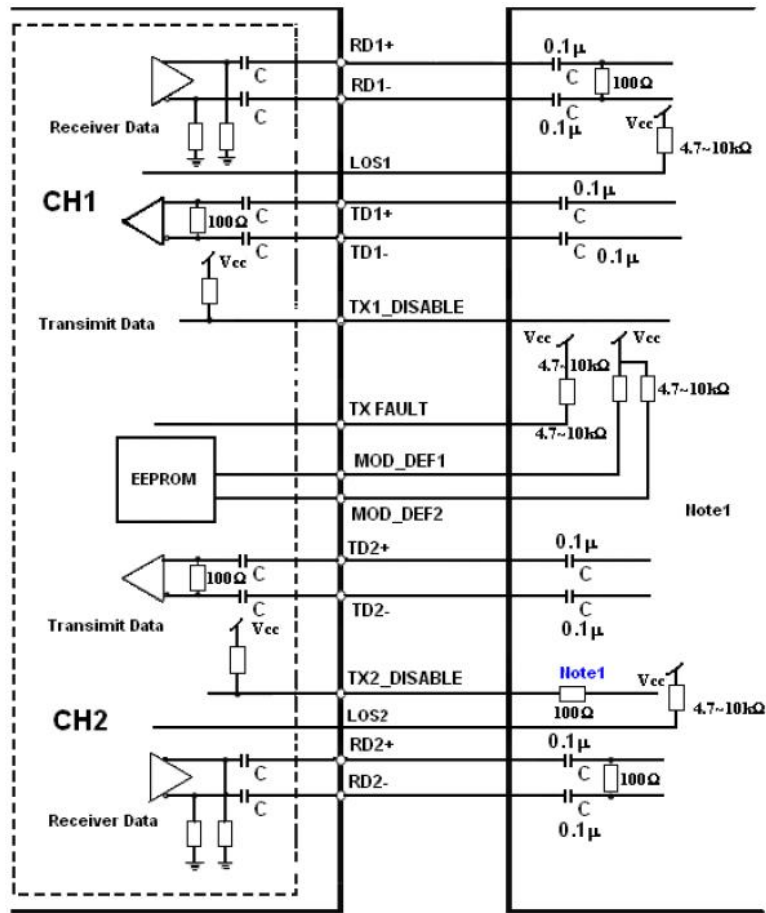 RD1+
0.1μ
C
C
100Ω
RD1-
C
C
0.1μ
Vcc
Receiver Data
4.7~10kΩ
LOS1
CH1
0.1μ
100Ω
C
TD1+
C
C
TD1-
C
0.1μ
Vcc
TX1_DISABLE
Transimit Data
Vcc
Vcc
4.7~10kΩ
4.7~10kΩ
TX FAULT
4.7~10kΩ
EEPROM
MOD_DEF1
MOD_DEF2
Note1
TD2+
0.1μ
100Ω
C
C
C
TD2-
C
0.1μ
Transimit Data
Vcc
TX2_DISABLE
Note1
Vcc
100Ω
4.7~10kΩ
CH2
LOS2
RD2+
0.1μ
C
C
100Ω
RD2-
C
C
0.1μ
Receiver Data